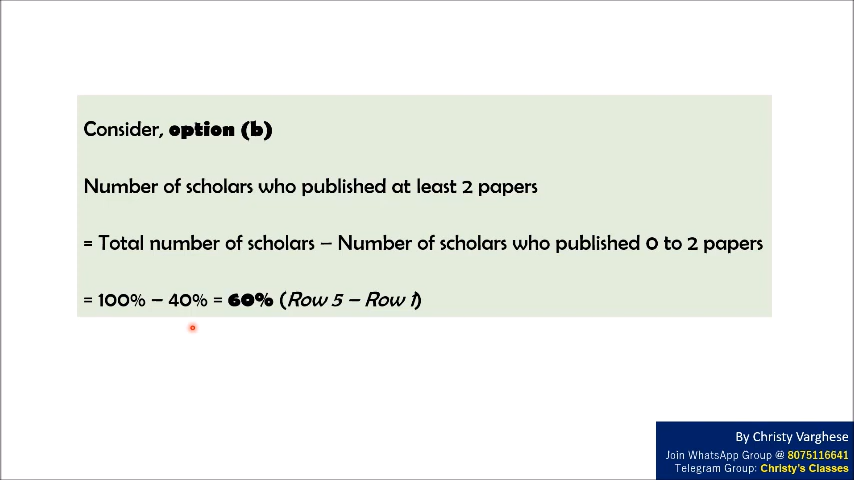 Consider, option (b)
Number of scholars who published at least 2 papers
= Total number of scholars – Number of scholars who published 0 to 2 papers
= 100% – 40% = 60% (Row 5 – Row 1)
By Christy Varghese
Join WhatsApp Group @ 8075116641
Telegram Group: Christy's Classes